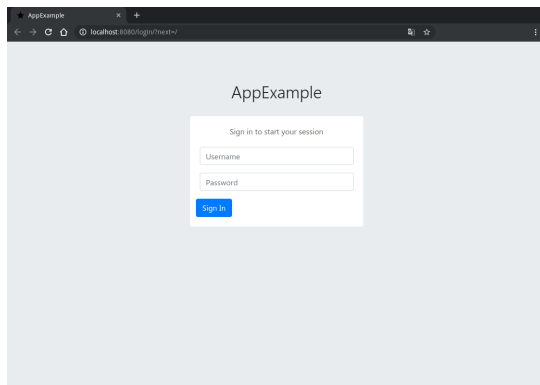 AppExample
localhost:8080/login/?next=/
AppExample
Sign in to start your session
Username
Password
Sign In